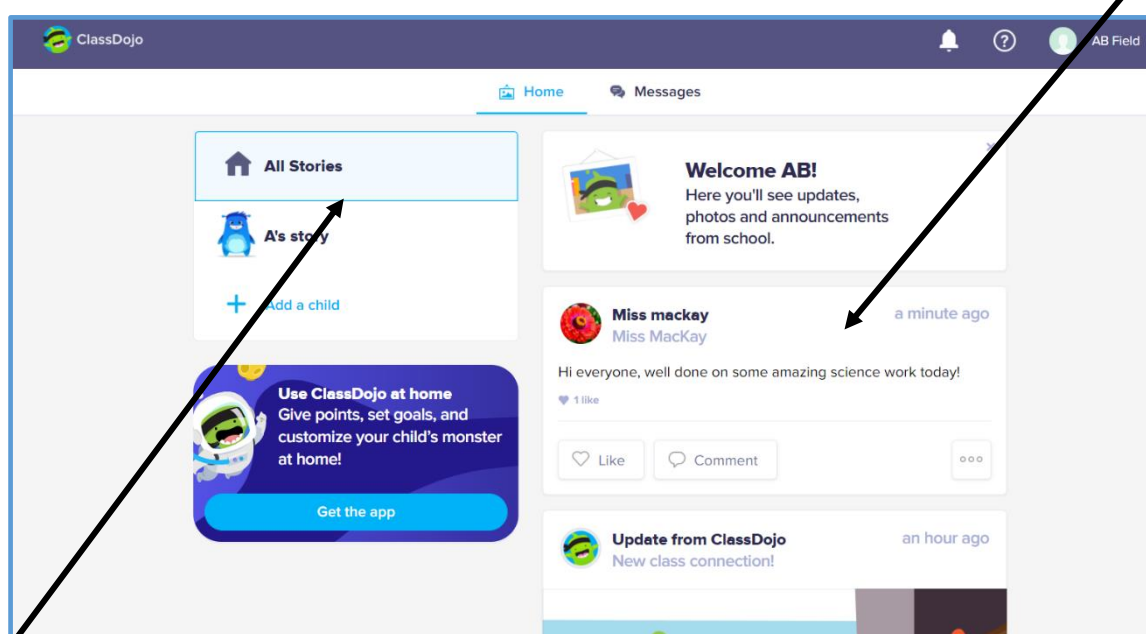 ClassDojo
AB Field
Home
Messages
All Stories
A's story
Add a child
Use ClassDojo at home
Give points, set goals, and
customize your child's monster
at home!
Get the app
Welcome AB!
Here you'll see updates,
photos and announcements
from school.
Miss mackay
a minute ago
Miss MacKay
Hi everyone, well done on some amazing science work today!
1 like
Like
Comment
Update from ClassDojo
an hour ago
New class connection!